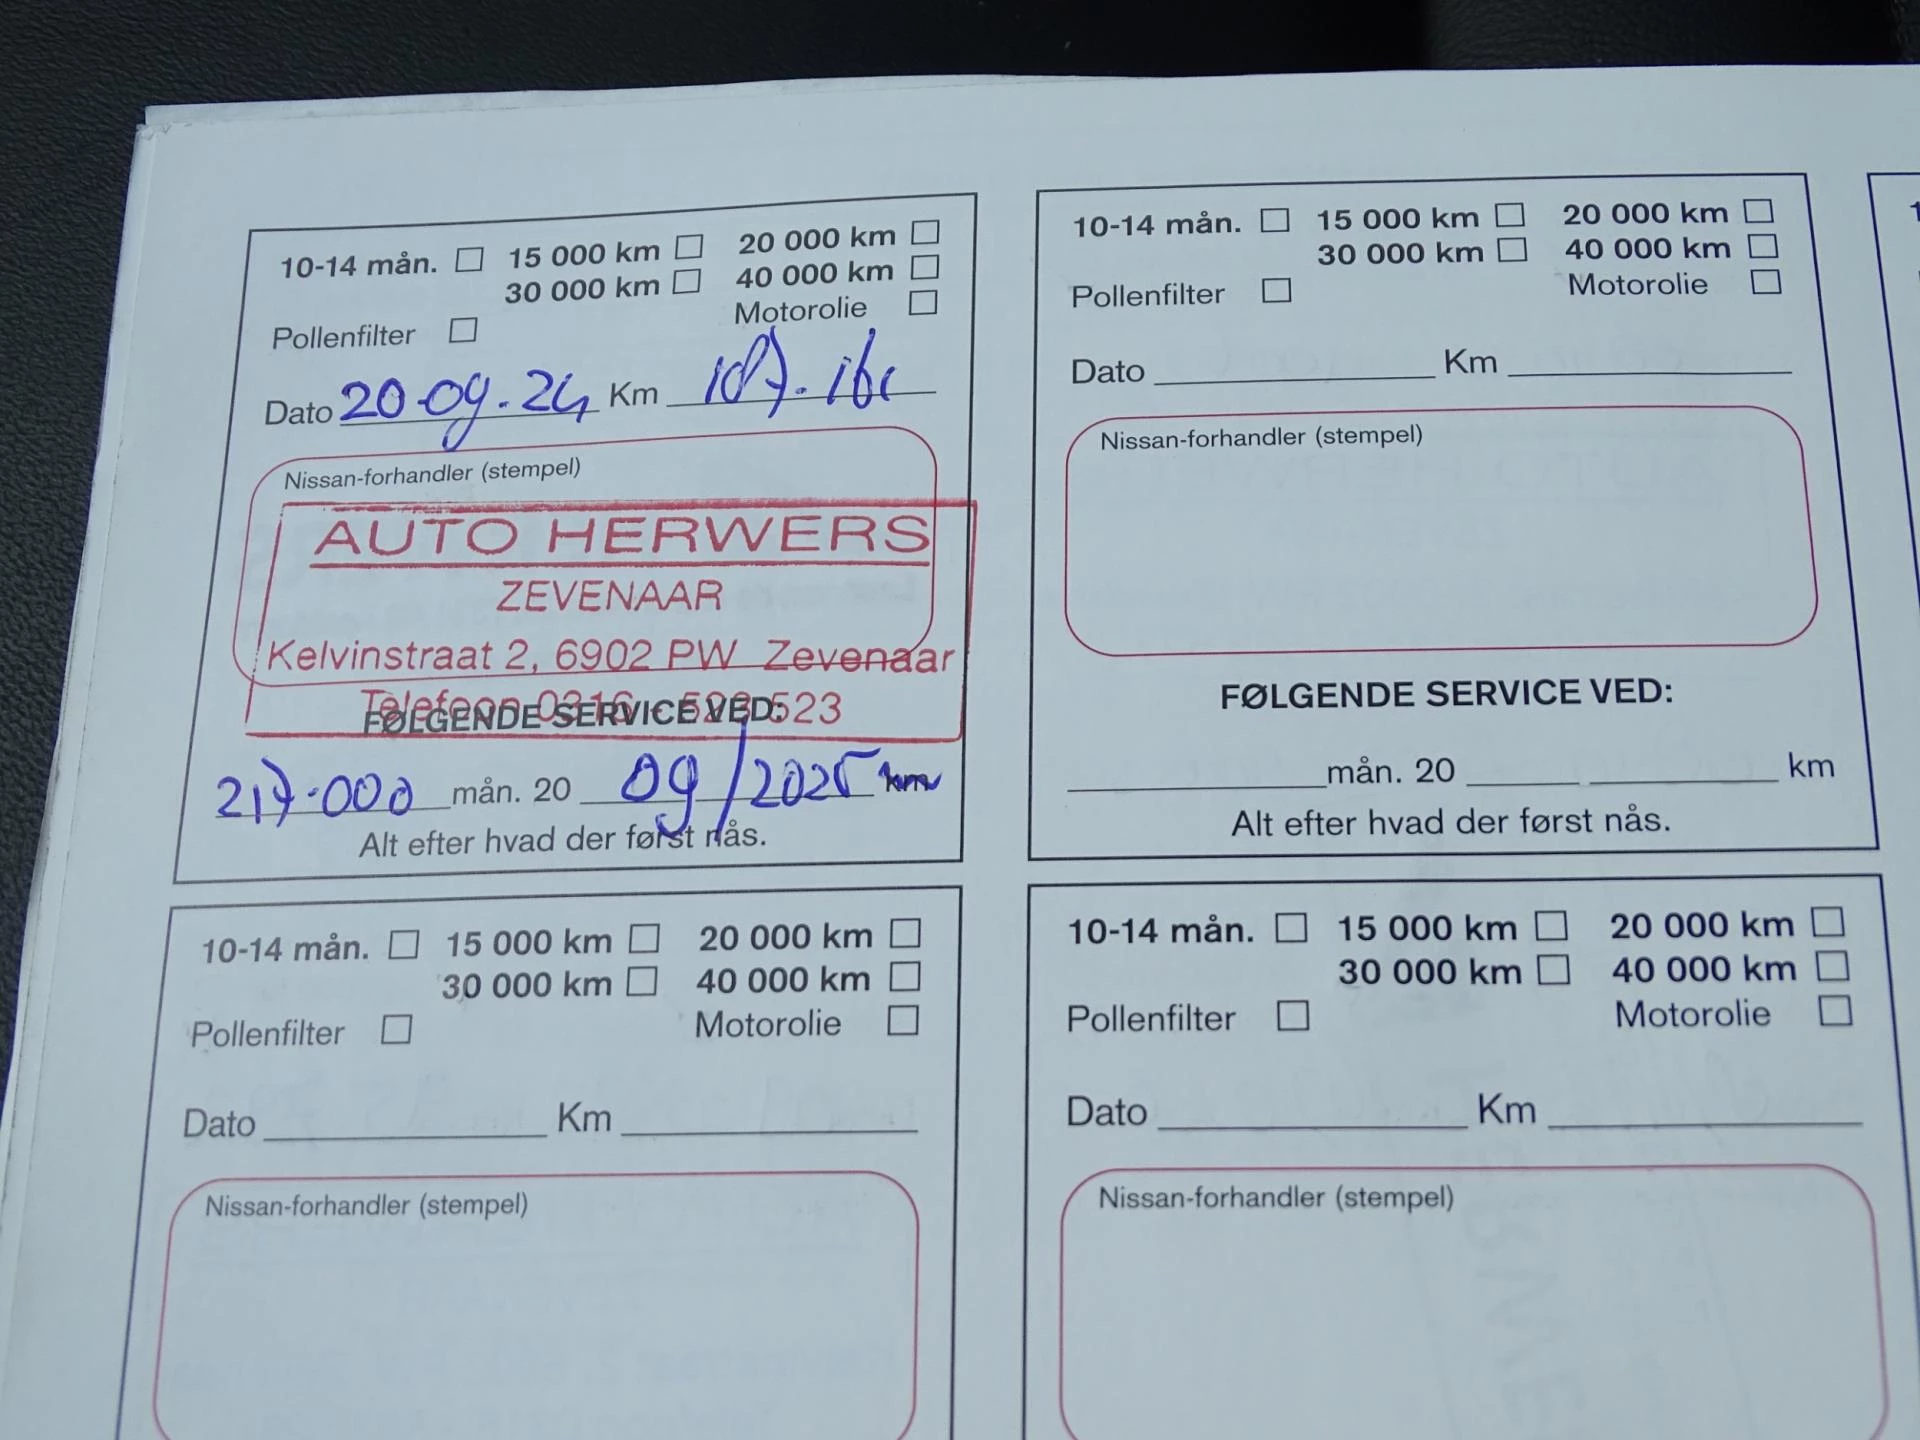 10-14 mån. 15 000 km 20 000 km
30 000 km 40 000 km
Pollenfilter Motorolie
Dato 20-09-24 Km
Nissan-forhandler (stempel)
AUTO HERWERS
ZEVENAAR
Kelvinstraat 2, 6902 PW Zevenaar
Telefoon 0316 - 523
FØLGENDE SERVICE VED:
217.000 mån. 20 09/2025 km
Alt efter hvad der først nås.
10-14 mån. 15 000 km 20 000 km
30 000 km 40 000 km
Pollenfilter Motorolie
Dato Km
Nissan-forhandler (stempel)
FØLGENDE SERVICE VED:
mån. 20 km
Alt efter hvad der først nås.
10-14 mån. 15 000 km 20 000 km
30 000 km 40 000 km
Pollenfilter Motorolie
Dato Km
Nissan-forhandler (stempel)
10-14 mån. 15 000 km 20 000 km
30 000 km 40 000 km
Pollenfilter Motorolie
Dato Km
Nissan-forhandler (stempel)